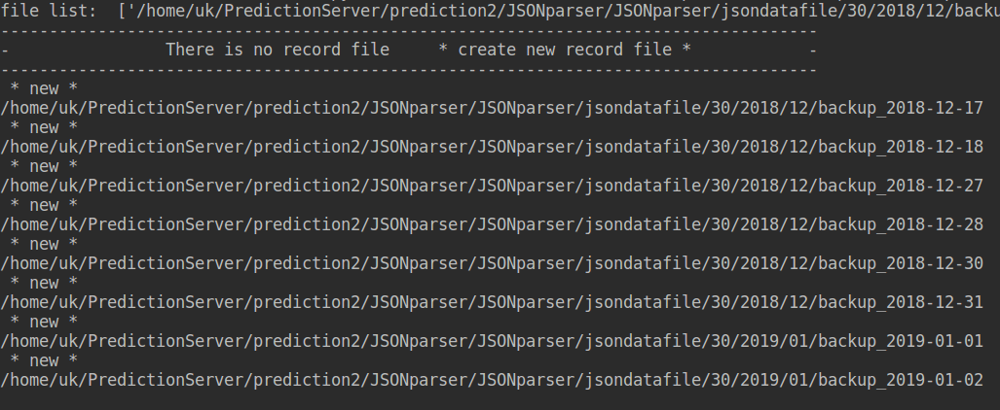 file list:  ['/home/uk/PredictionServer/prediction2/JSONparser/JSONparser/jsondatafile/30/2018/12/backu
------------------------------------------------------------------------------------
-                There is no record file     * create new record file *            -
------------------------------------------------------------------------------------
 * new *
/home/uk/PredictionServer/prediction2/JSONparser/JSONparser/jsondatafile/30/2018/12/backup_2018-12-17
 * new *
/home/uk/PredictionServer/prediction2/JSONparser/JSONparser/jsondatafile/30/2018/12/backup_2018-12-18
 * new *
/home/uk/PredictionServer/prediction2/JSONparser/JSONparser/jsondatafile/30/2018/12/backup_2018-12-27
 * new *
/home/uk/PredictionServer/prediction2/JSONparser/JSONparser/jsondatafile/30/2018/12/backup_2018-12-28
 * new *
/home/uk/PredictionServer/prediction2/JSONparser/JSONparser/jsondatafile/30/2018/12/backup_2018-12-30
 * new *
/home/uk/PredictionServer/prediction2/JSONparser/JSONparser/jsondatafile/30/2018/12/backup_2018-12-31
 * new *
/home/uk/PredictionServer/prediction2/JSONparser/JSONparser/jsondatafile/30/2019/01/backup_2019-01-01
 * new *
/home/uk/PredictionServer/prediction2/JSONparser/JSONparser/jsondatafile/30/2019/01/backup_2019-01-02